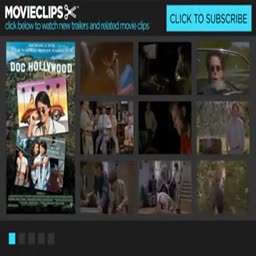 MOVIECLIPS
CLICK TO SUBSCRIBE
click below to watch new trailers and related movie clips
DOC HOLLYWOOD